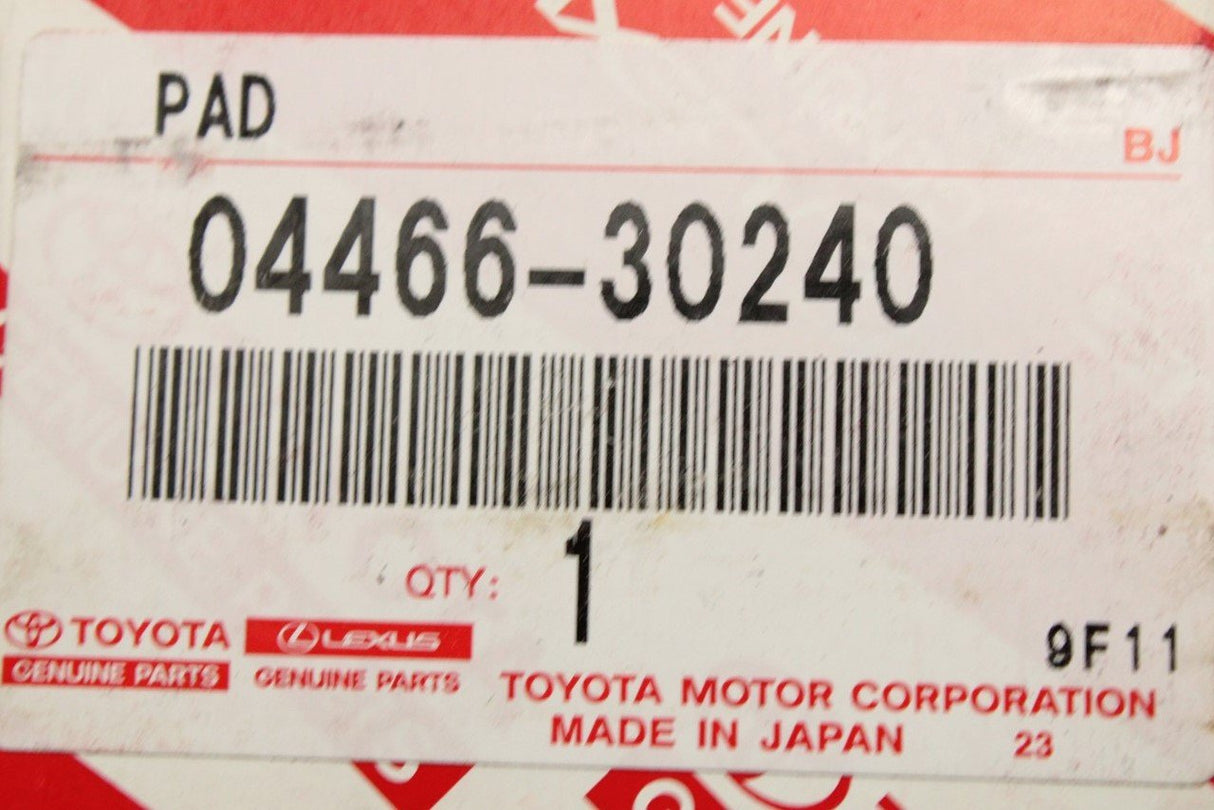 PAD
BJ
04466-30240
QTY: 1
9F11
TOYOTA LEXUS
GENUINE PARTS GENUINE PARTS
TOYOTA MOTOR CORPORATION
MADE IN JAPAN 23